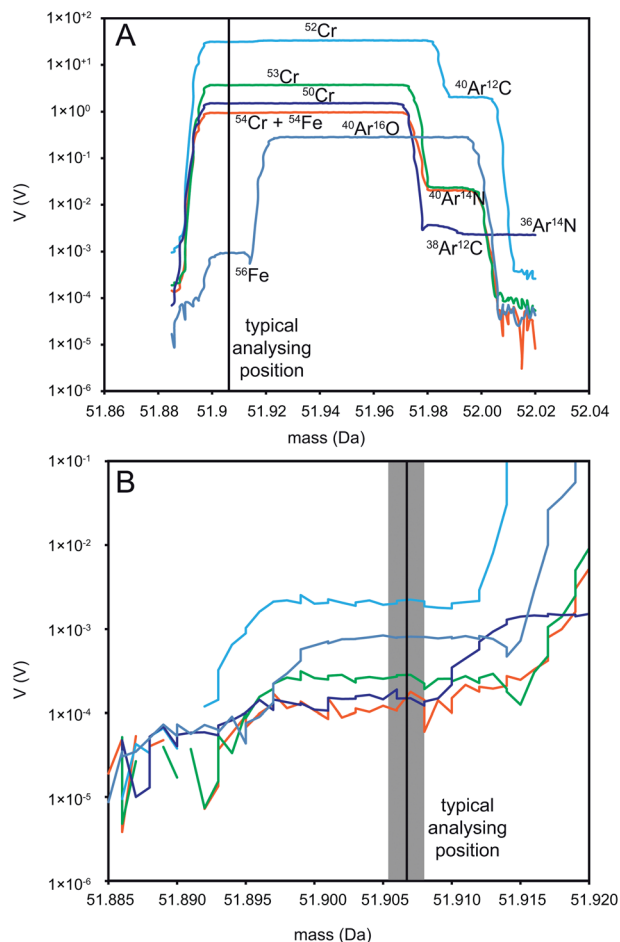 A
1×10⁺²
1×10⁺¹
1×10⁰
1×10⁻¹
1×10⁻²
1×10⁻³
1×10⁻⁴
1×10⁻⁵
1×10⁻⁶
V (V)
⁵²Cr
⁴⁰Ar¹²C
⁵³Cr
⁵⁰Cr
⁵⁴Cr + ⁵⁴Fe
⁴⁰Ar¹⁶O
⁴⁰Ar¹⁴N
³⁶Ar¹⁴N
³⁸Ar¹²C
⁵⁶Fe
typical
analysing
position
51.86 51.88 51.9 51.92 51.94 51.96 51.98 52.00 52.02 52.04
mass (Da)
B
1×10⁻¹
1×10⁻²
1×10⁻³
1×10⁻⁴
1×10⁻⁵
1×10⁻⁶
V (V)
typical
analysing
position
51.885 51.890 51.895 51.900 51.905 51.910 51.915 51.920
mass (Da)